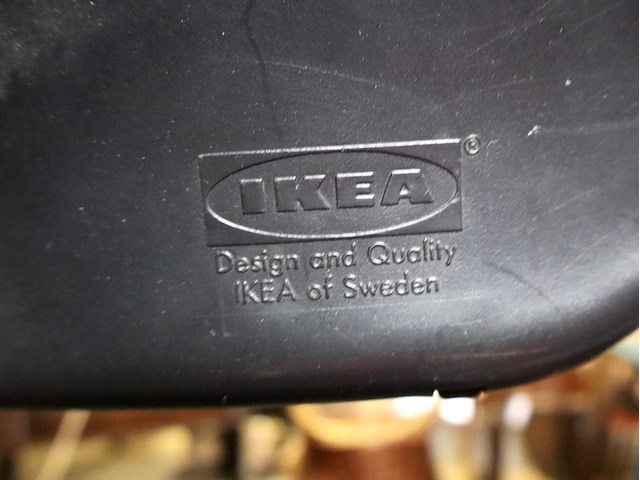 IKEA®
Design and Quality
IKEA of Sweden